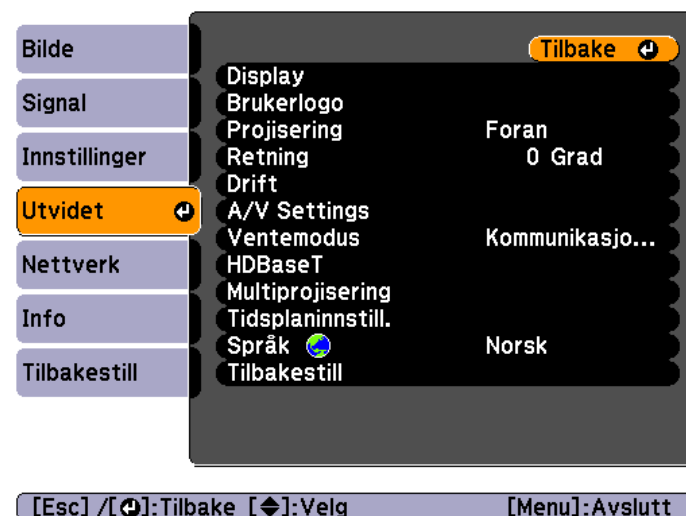 Bilde
Signal
Innstillinger
Utvidet
Nettverk
Info
Tilbakestill
Tilbake
Display
Brukerlogo
Projisering Foran
Retning 0 Grad
Drift
A/V Settings
Ventemodus Kommunikasjo...
HDBaseT
Multiprojisering
Tidsplaninnstill.
Språk Norsk
Tilbakestill
[Esc] /[⏎]:Tilbake [◆]:Velg [Menu]:Avslutt